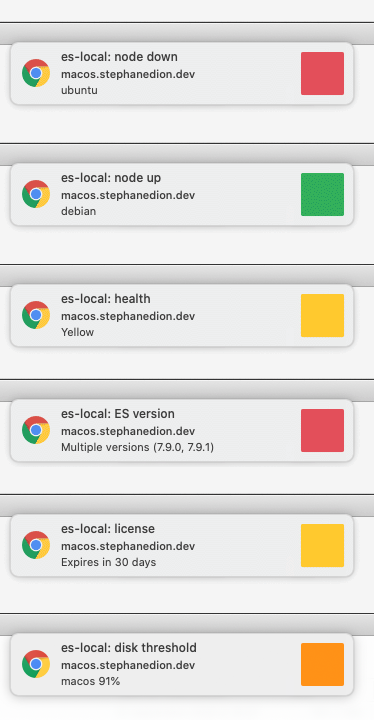 es-local: node down
macos.stephanedion.dev
ubuntu
es-local: node up
macos.stephanedion.dev
debian
es-local: health
macos.stephanedion.dev
Yellow
es-local: ES version
macos.stephanedion.dev
Multiple versions (7.9.0, 7.9.1)
es-local: license
macos.stephanedion.dev
Expires in 30 days
es-local: disk threshold
macos.stephanedion.dev
macos 91%